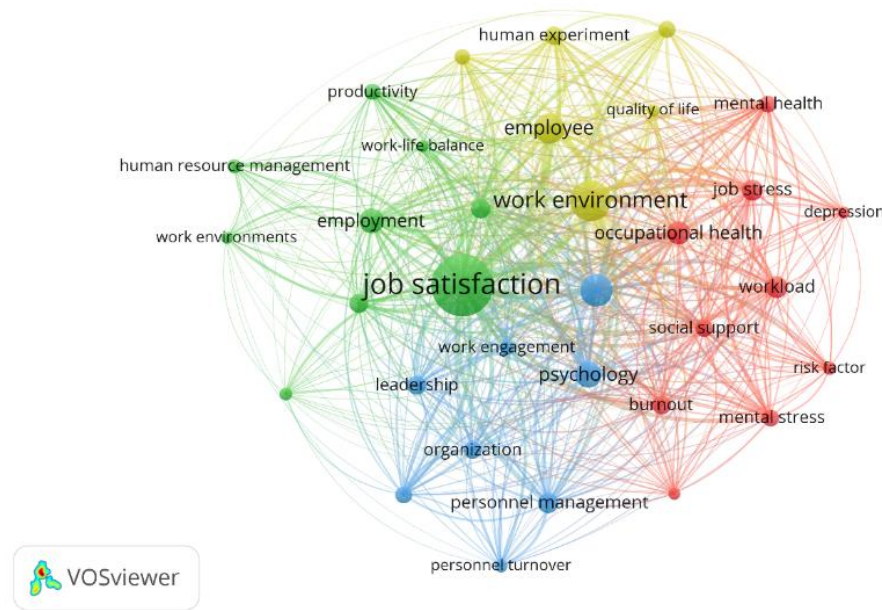 human experiment
productivity
mental health
quality of life
employee
work-life balance
human resource management
job stress
work environment
depression
employment
occupational health
work environments
job satisfaction
workload
social support
work engagement
risk factor
psychology
leadership
burnout
mental stress
organization
personnel management
personnel turnover
VOSviewer